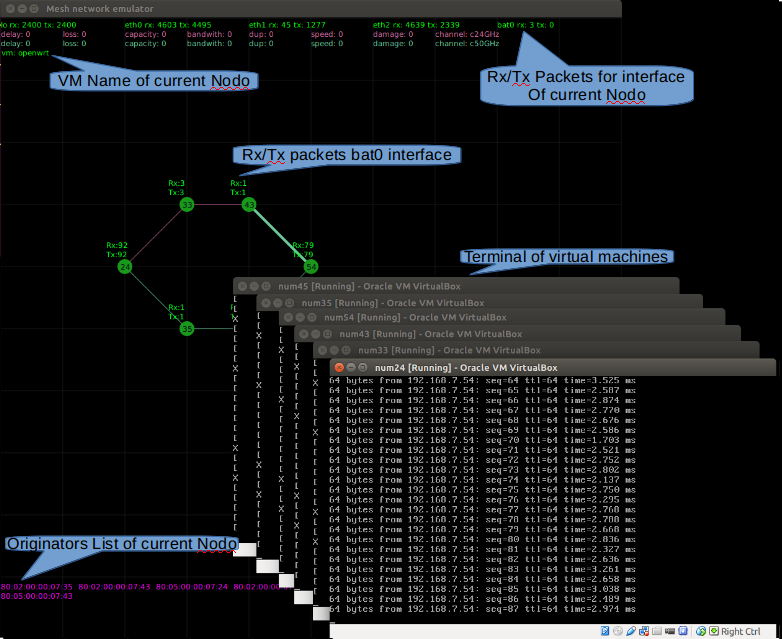 Mesh network emulator
lo rx: 2400 tx: 2400 eth0 rx: 4603 tx: 4495 eth1 rx: 45 tx: 1277 eth2 rx: 4639 tx: 2339 bat0 rx: 3 tx: 0
delay: 0 loss: 0 capacity: 0 bandwith: 0 dup: 0 speed: 0 damage: 0 channel: c24GHz
delay: 0 loss: 0 capacity: 0 bandwith: 0 dup: 0 speed: 0 damage: 0 channel: c50GHz
vm: openwrt
VM Name of current Nodo
Rx/Tx Packets for interface
Of current Nodo
Rx/Tx packets bat0 interface
Rx:3
Tx:3
33
Rx:1
Tx:1
43
Rx:92
Tx:92
24
Rx:79
Tx:79
54
Rx:1
Tx:1
35
Terminal of virtual machines
num45 [Running] - Oracle VM VirtualBox
num35 [Running] - Oracle VM VirtualBox
num54 [Running] - Oracle VM VirtualBox
num43 [Running] - Oracle VM VirtualBox
num33 [Running] - Oracle VM VirtualBox
num24 [Running] - Oracle VM VirtualBox
64 bytes from 192.168.7.54: seq=64 ttl=64 time=3.525 ms
64 bytes from 192.168.7.54: seq=65 ttl=64 time=2.587 ms
64 bytes from 192.168.7.54: seq=66 ttl=64 time=2.874 ms
64 bytes from 192.168.7.54: seq=67 ttl=64 time=2.770 ms
64 bytes from 192.168.7.54: seq=68 ttl=64 time=2.676 ms
64 bytes from 192.168.7.54: seq=69 ttl=64 time=2.586 ms
64 bytes from 192.168.7.54: seq=70 ttl=64 time=1.703 ms
64 bytes from 192.168.7.54: seq=71 ttl=64 time=2.521 ms
64 bytes from 192.168.7.54: seq=72 ttl=64 time=2.752 ms
64 bytes from 192.168.7.54: seq=73 ttl=64 time=2.802 ms
64 bytes from 192.168.7.54: seq=74 ttl=64 time=2.137 ms
64 bytes from 192.168.7.54: seq=75 ttl=64 time=2.750 ms
64 bytes from 192.168.7.54: seq=76 ttl=64 time=2.295 ms
64 bytes from 192.168.7.54: seq=77 ttl=64 time=2.768 ms
64 bytes from 192.168.7.54: seq=78 ttl=64 time=2.788 ms
64 bytes from 192.168.7.54: seq=79 ttl=64 time=2.668 ms
64 bytes from 192.168.7.54: seq=80 ttl=64 time=2.836 ms
64 bytes from 192.168.7.54: seq=81 ttl=64 time=2.327 ms
64 bytes from 192.168.7.54: seq=82 ttl=64 time=2.636 ms
64 bytes from 192.168.7.54: seq=83 ttl=64 time=3.261 ms
64 bytes from 192.168.7.54: seq=84 ttl=64 time=2.658 ms
64 bytes from 192.168.7.54: seq=85 ttl=64 time=3.038 ms
64 bytes from 192.168.7.54: seq=86 ttl=64 time=2.489 ms
64 bytes from 192.168.7.54: seq=87 ttl=64 time=2.974 ms
Originators List of current Nodo
80:02:00:00:07:35 80:02:00:00:07:43 80:05:00:00:07:24 80:02:00:00
80:05:00:00:07:43
Right Ctrl